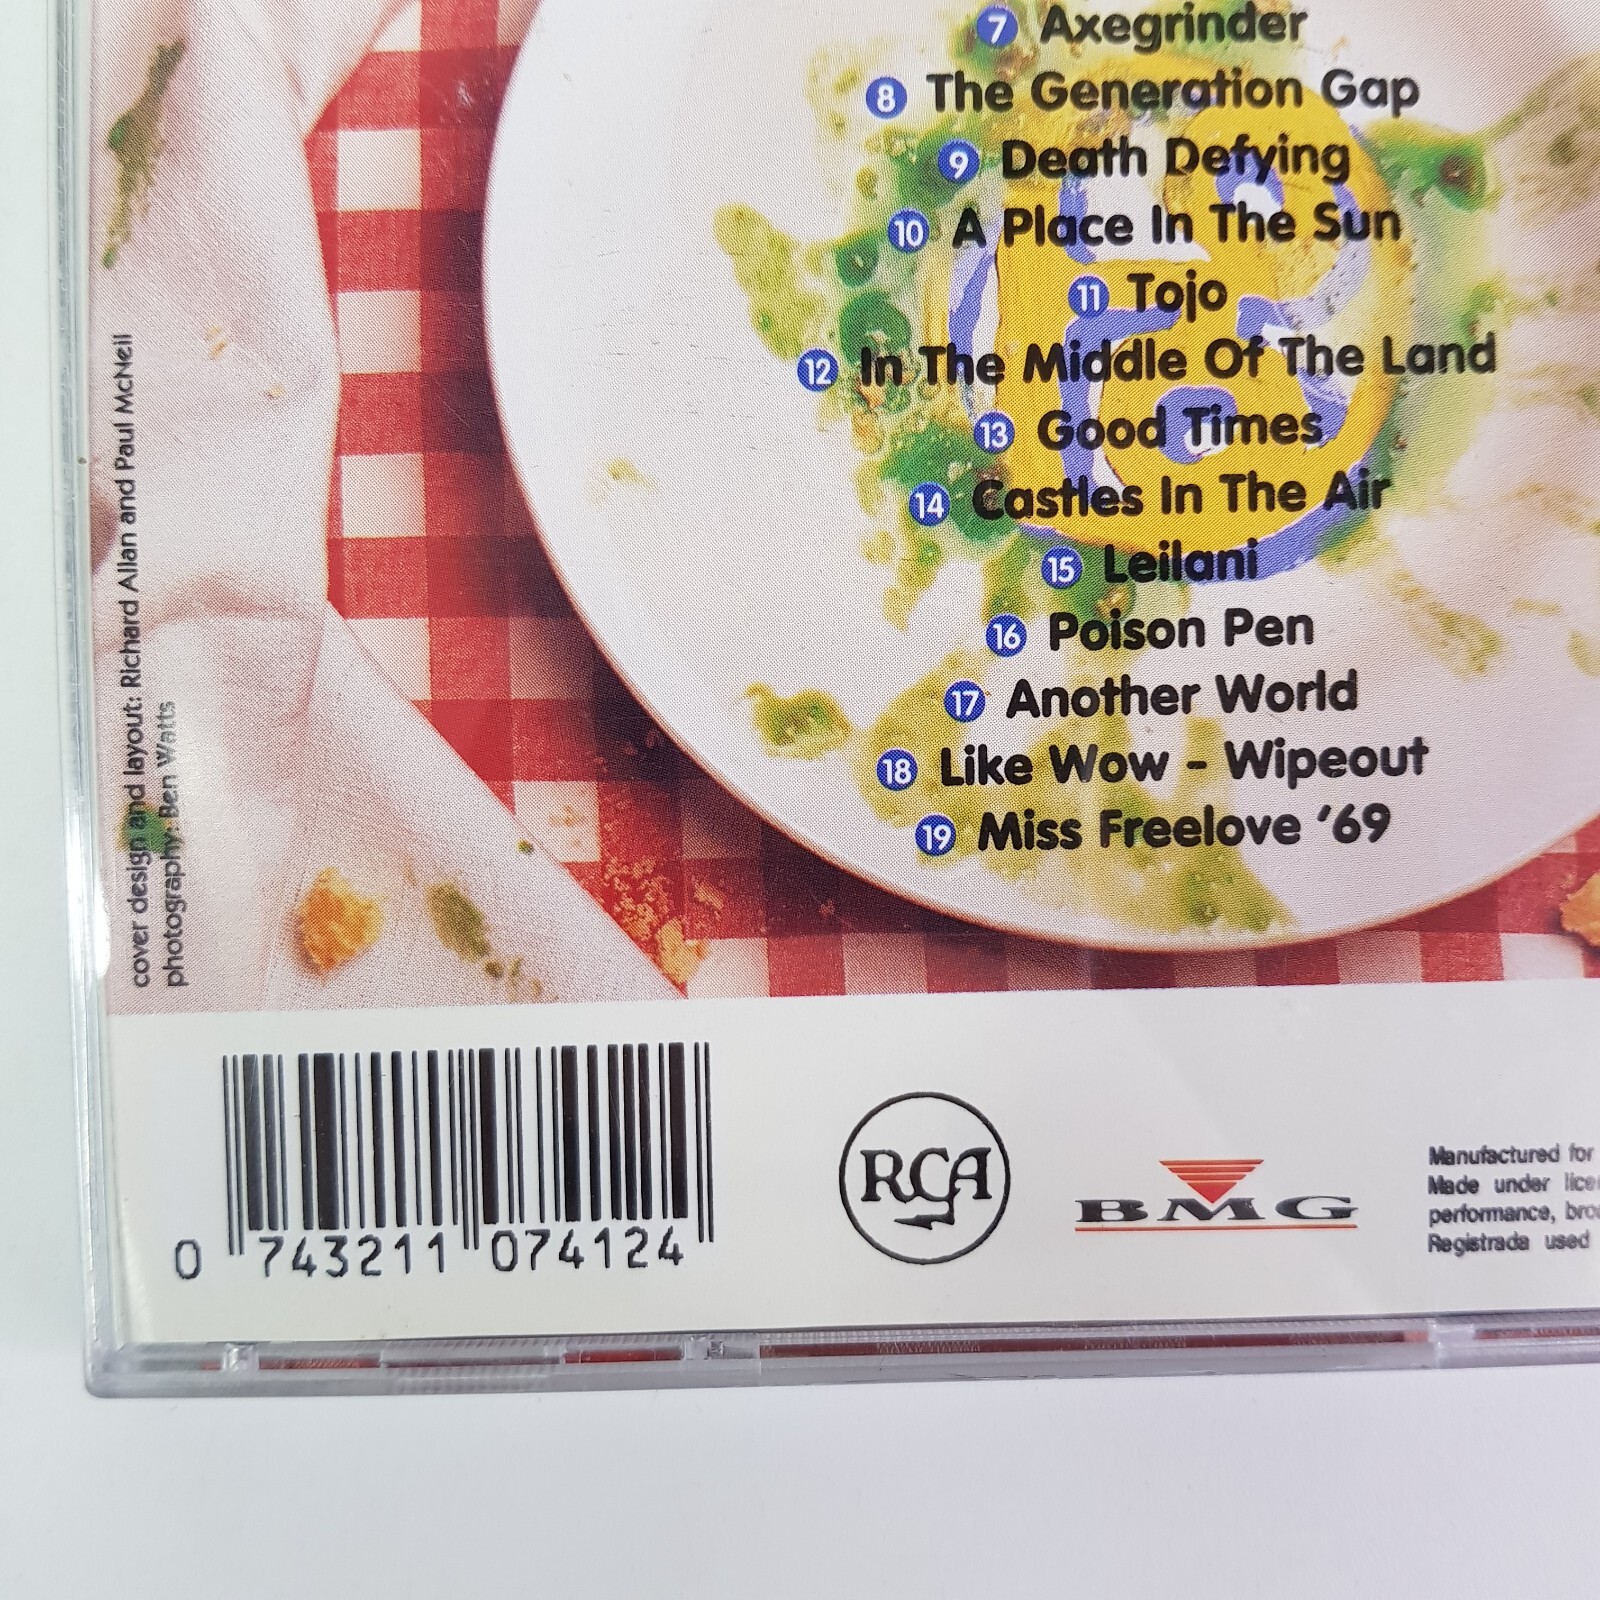 7 Axegrinder
8 The Generation Gap
9 Death Defying
10 A Place In The Sun
11 Tojo
12 In The Middle Of The Land
13 Good Times
14 Castles In The Air
15 Leilani
16 Poison Pen
17 Another World
18 Like Wow - Wipeout
19 Miss Freelove '69
cover design and layout: Richard Allan and Paul McNeil
photography: Ben Watts
0 743211 074124
RCA
BMG
Manufactured for
Made under
performance,
Registrada used